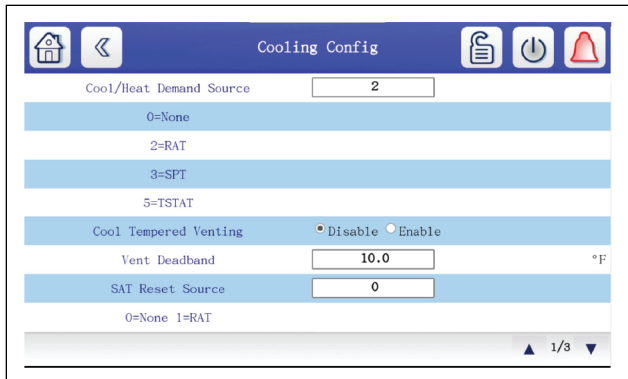 Cooling Config
Cool/Heat Demand Source 2
0=None
2=RAT
3=SPT
5=TSTAT
Cool Tempered Venting Disable Enable
Vent Deadband 10.0 °F
SAT Reset Source 0
0=None 1=RAT
1/3